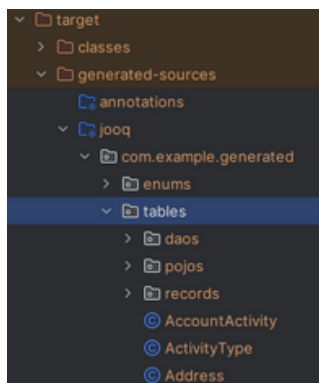 target
classes
generated-sources
annotations
jooq
com.example.generated
enums
tables
daos
pojos
records
AccountActivity
ActivityType
Address